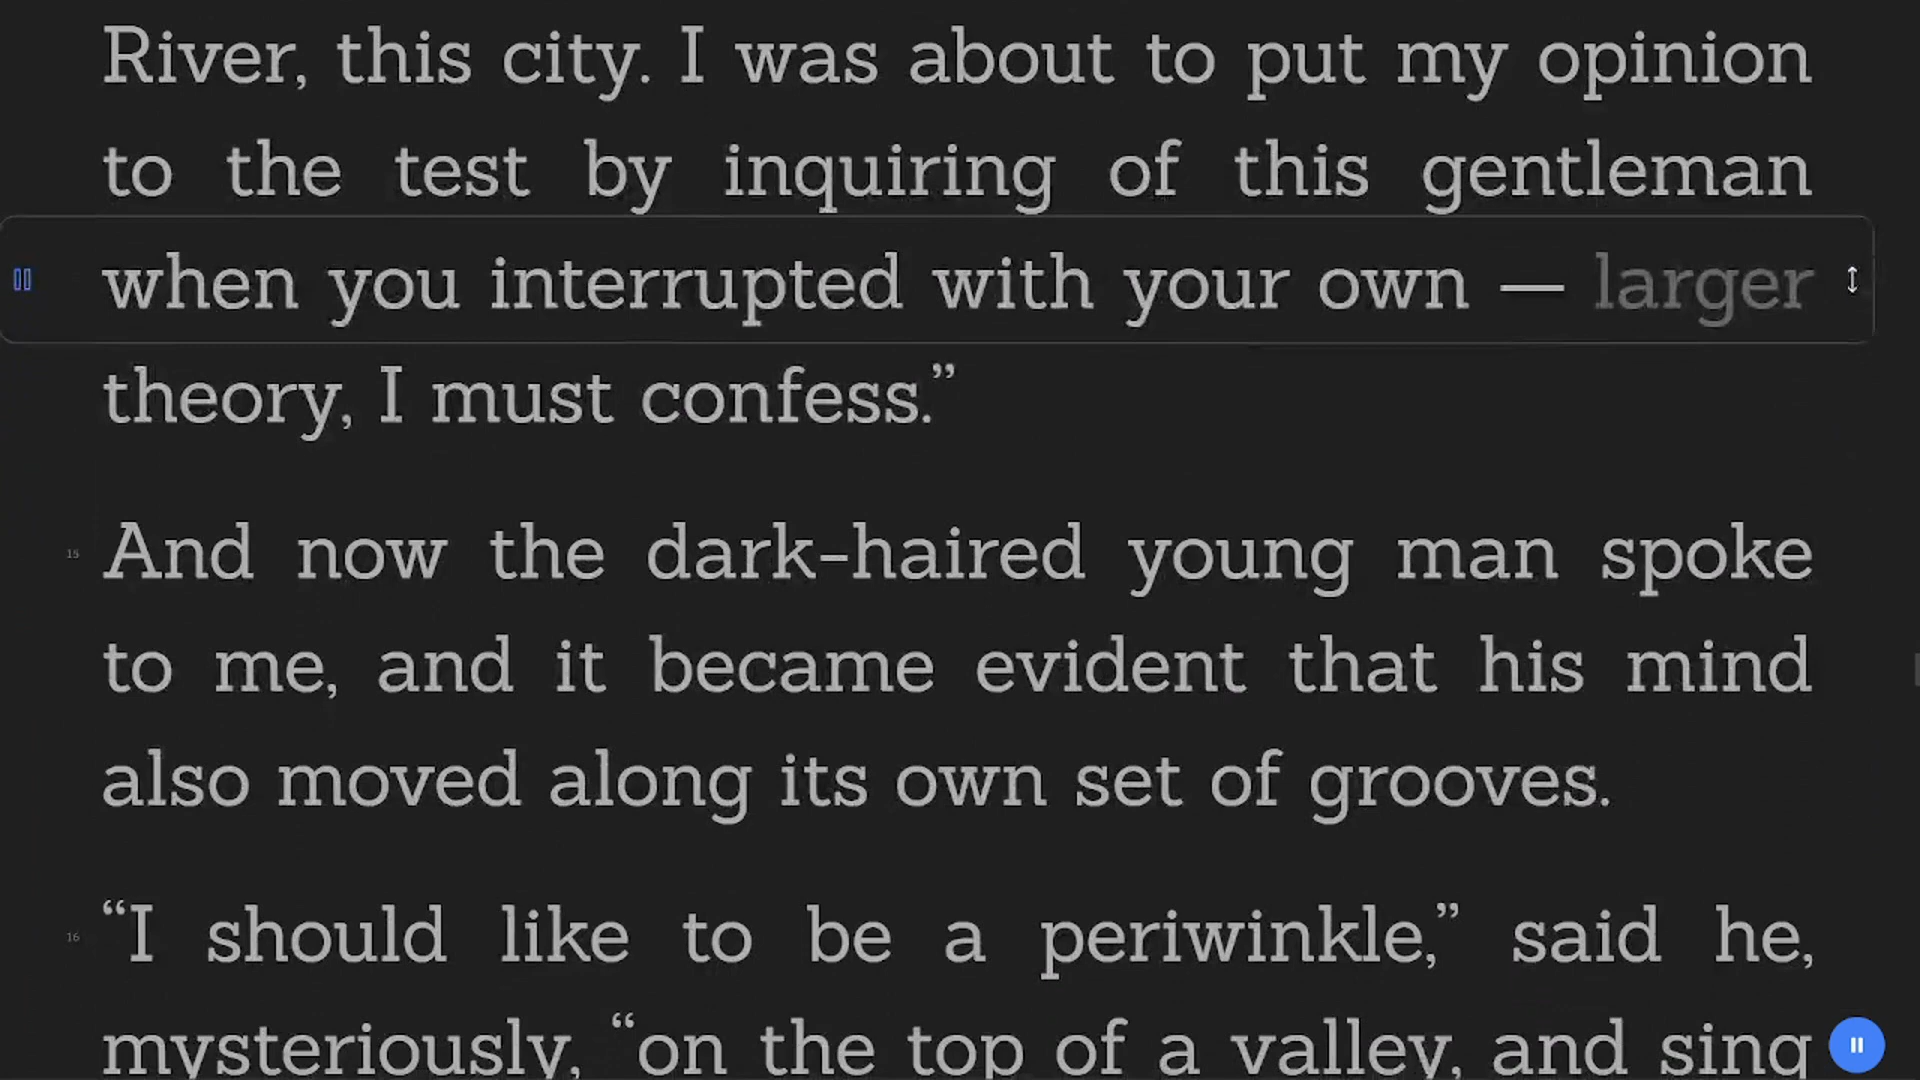 River, this city. I was about to put my opinion
to the test by inquiring of this gentleman
when you interrupted with your own — larger
theory, I must confess.”
15
And now the dark-haired young man spoke
to me, and it became evident that his mind
also moved along its own set of grooves.
16
“I should like to be a periwinkle,” said he,
mysteriously, “on the top of a valley, and sing